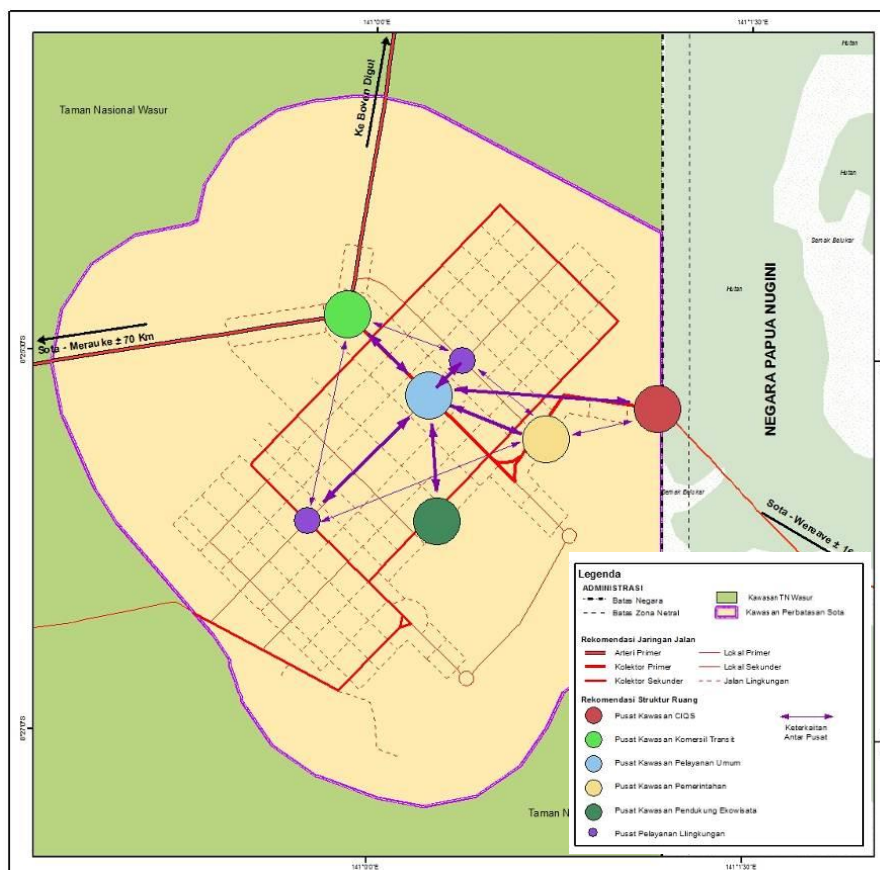 141°0'0"E
141°1'30"E
Hutan
Taman Nasional Wasur
Ke Boven Digul
Hutan
Semak Belukar
NEGARA PAPUA NUGINI
Hutan
Sota - Merauke ± 70 Km
Semak Belukar
Sota - Wereave ±
Taman
Legenda
ADMINISTRASI
Batas Negara
Batas Zona Netral
Kawasan TN Wasur
Kawasan Perbatasan Sota
Rekomendasi Jaringan Jalan
Arteri Primer
Kolektor Primer
Kolektor Sekunder
Lokal Primer
Lokal Sekunder
Jalan Lingkungan
Rekomendasi Struktur Ruang
Pusat Kawasan CIQS
Pusat Kawasan Komersil Transit
Pusat Kawasan Pelayanan Umum
Pusat Kawasan Pemerintahan
Pusat Kawasan Pendukung Ekowisata
Pusat Pelayanan Llingkungan
Keterkaitan
Antar Pusat
141°0'0"E
141°1'30"E